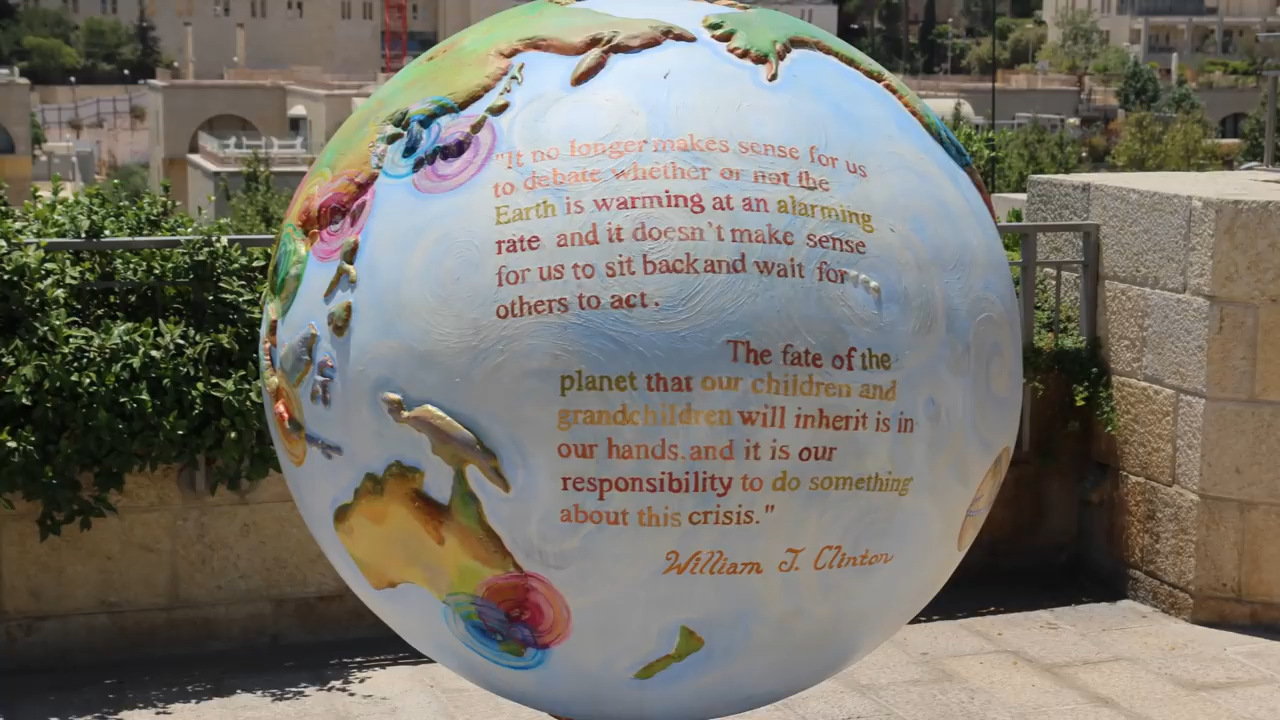 "It no longer makes sense for us
to debate whether or not the
Earth is warming at an alarming
rate and it doesn't make sense
for us to sit back and wait for
others to act.
The fate of the
planet that our children and
grandchildren will inherit is in
our hands. and it is our
responsibility to do something
about this crisis."
William J. Clinton